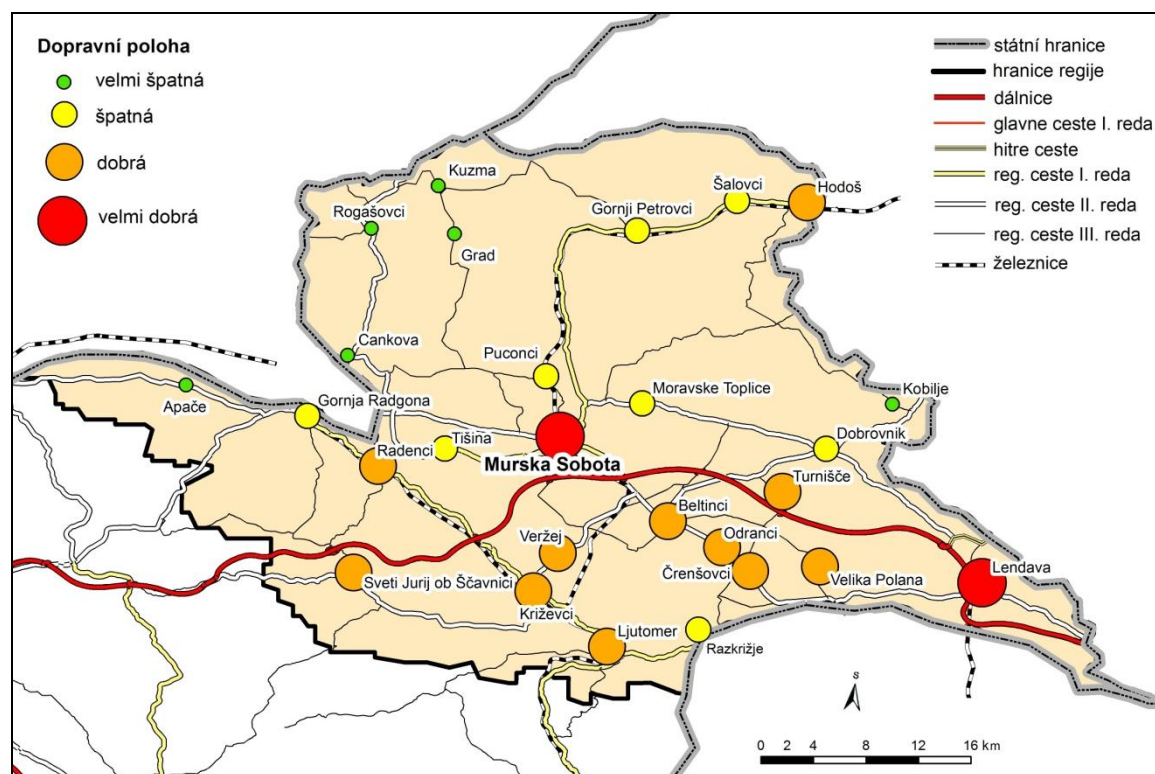 Dopravní poloha
velmi špatná
špatná
dobrá
velmi dobrá
státní hranice
hranice regije
dálnice
glavne ceste I. reda
hitre ceste
reg. ceste I. reda
reg. ceste II. reda
reg. ceste III. reda
železnice
Kuzma
Šalovci
Hodoš
Rogašovci
Gornji Petrovci
Grad
Cankova
Puconci
Moravske Toplice
Kobilje
Apače
Gornja Radgona
Tišina
Dobrovnik
Radenci
Murska Sobota
Turnišče
Beltinci
Veržej
Odranci
Lendava
Sveti Jurij ob Ščavnici
Črenšovci
Velika Polana
Križevci
Ljutomer
Razkrižje
S
0 2 4 8 12 16 km